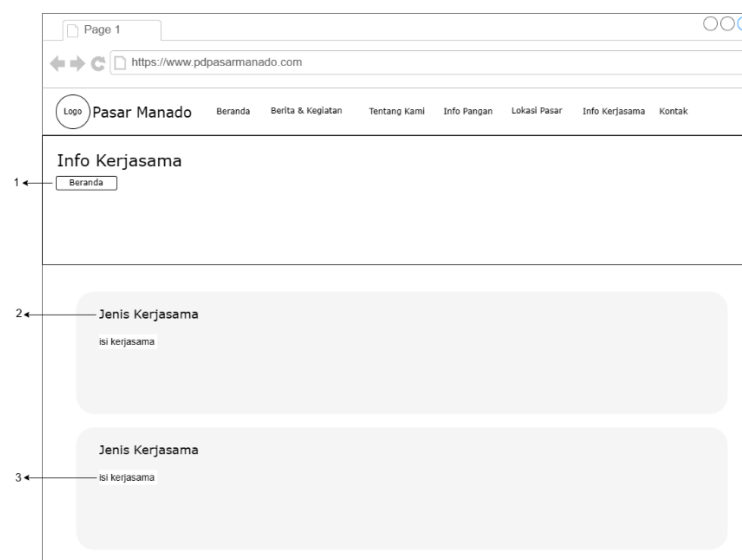 Page 1
https://www.pdpasarmanado.com
Logo Pasar Manado Beranda Berita & Kegiatan Tentang Kami Info Pangan Lokasi Pasar Info Kerjasama Kontak
Info Kerjasama
1 Beranda
2 Jenis Kerjasama
isi kerjasama
Jenis Kerjasama
3 isi kerjasama